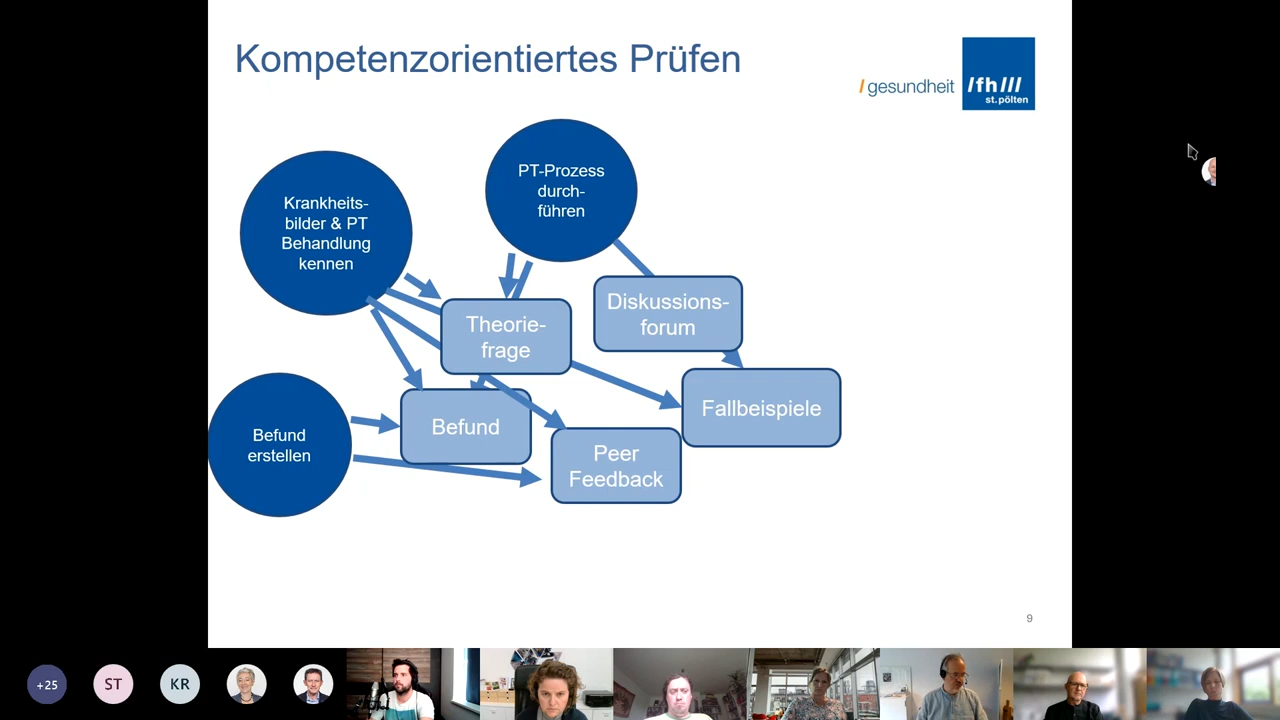 Kompetenzorientiertes Prüfen
/ gesundheit
/fh///
st.pölten
PT-Prozess
durch-
führen
Krankheits-
bilder & PT
Behandlung
kennen
Diskussions-
forum
Theorie-
frage
Fallbeispiele
Befund
Befund
erstellen
Peer
Feedback
9
+25
ST
KR